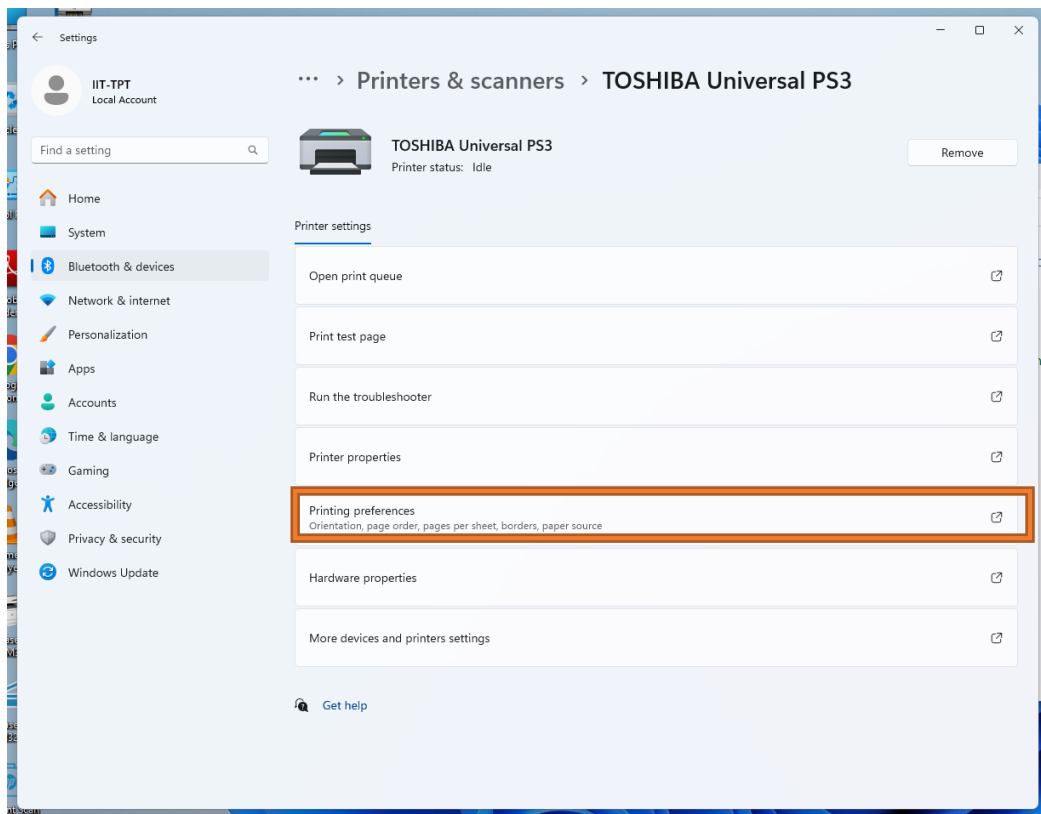 Settings
IIT-TPT
Local Account
Find a setting
Home
System
Bluetooth & devices
Network & internet
Personalization
Apps
Accounts
Time & language
Gaming
Accessibility
Privacy & security
Windows Update
... > Printers & scanners > TOSHIBA Universal PS3
TOSHIBA Universal PS3
Printer status: Idle
Remove
Printer settings
Open print queue
Print test page
Run the troubleshooter
Printer properties
Printing preferences
Orientation, page order, pages per sheet, borders, paper source
Hardware properties
More devices and printers settings
Get help